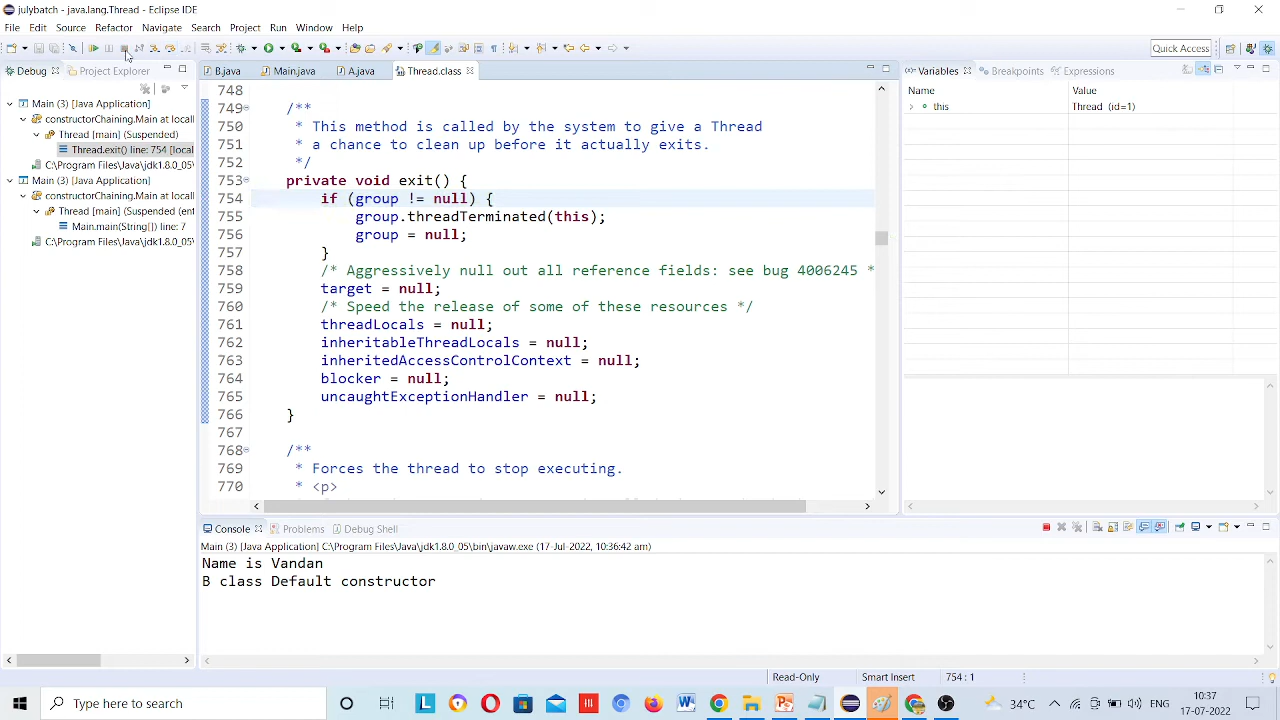 julybatch - java.lang.Thread - Eclipse IDE
File Edit Source Refactor Navigate Search Project Run Window Help
Quick Access
Debug Project Explorer
B.java Main.java A.java Thread.class
Variables Breakpoints Expressions
Main (3) [Java Application]
constructorChaining.Main at locall
Thread [main] (Suspended)
Thread.exit() line: 754 [loca
C:\Program Files\Java\jdk1.8.0_05\
Main (3) [Java Application]
constructorChaining.Main at locall
Thread [main] (Suspended (ent
Main.main(String[]) line: 7
C:\Program Files\Java\jdk1.8.0_05\
748
749 /**
750 * This method is called by the system to give a Thread
751 * a chance to clean up before it actually exits.
752 */
753 private void exit() {
754 if (group != null) {
755 group.threadTerminated(this);
756 group = null;
757 }
758 /* Aggressively null out all reference fields: see bug 4006245 *
759 target = null;
760 /* Speed the release of some of these resources */
761 threadLocals = null;
762 inheritableThreadLocals = null;
763 inheritedAccessControlContext = null;
764 blocker = null;
765 uncaughtExceptionHandler = null;
766 }
767
768 /**
769 * Forces the thread to stop executing.
770 * <p>
Name Value
this Thread (id=1)
Console Problems Debug Shell
Main (3) [Java Application] C:\Program Files\Java\jdk1.8.0_05\bin\javaw.exe (17-Jul-2022, 10:36:42 am)
Name is Vandan
B class Default constructor
Read-Only Smart Insert 754 : 1
Type here to search
34°C ENG
10:37
17-07-2022